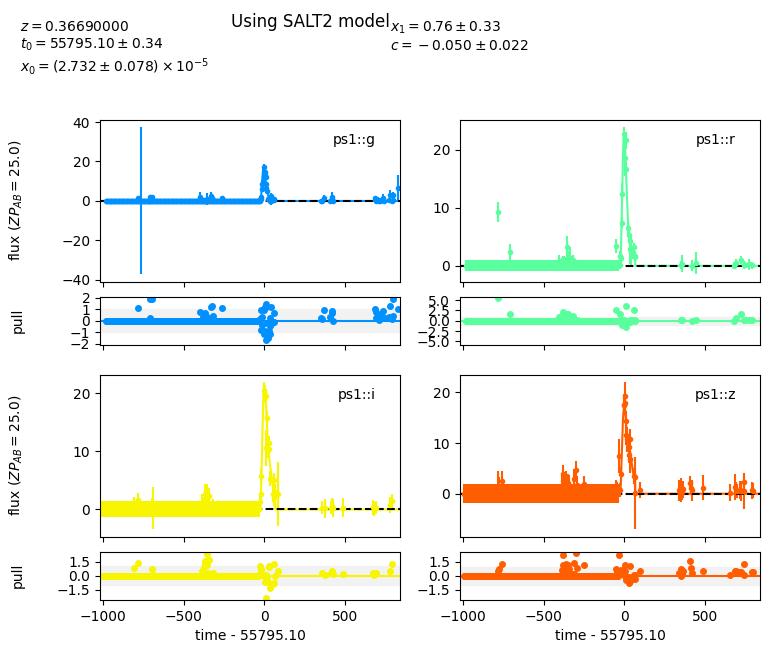 Using SALT2 model
z = 0.36690000
t₀ = 55795.10 ± 0.34
x₀ = (2.732 ± 0.078) × 10⁻⁵
x₁ = 0.76 ± 0.33
c = −0.050 ± 0.022
flux (ZP_AB = 25.0)
40
20
0
−20
−40
ps1::g
20
10
0
ps1::r
pull
2
1
0
−1
−2
5.0
2.5
0.0
−2.5
−5.0
flux (ZP_AB = 25.0)
20
10
0
ps1::i
20
10
0
ps1::z
pull
1.5
0.0
−1.5
1.5
0.0
−1.5
−1000 −500 0 500
−1000 −500 0 500
time - 55795.10
time - 55795.10